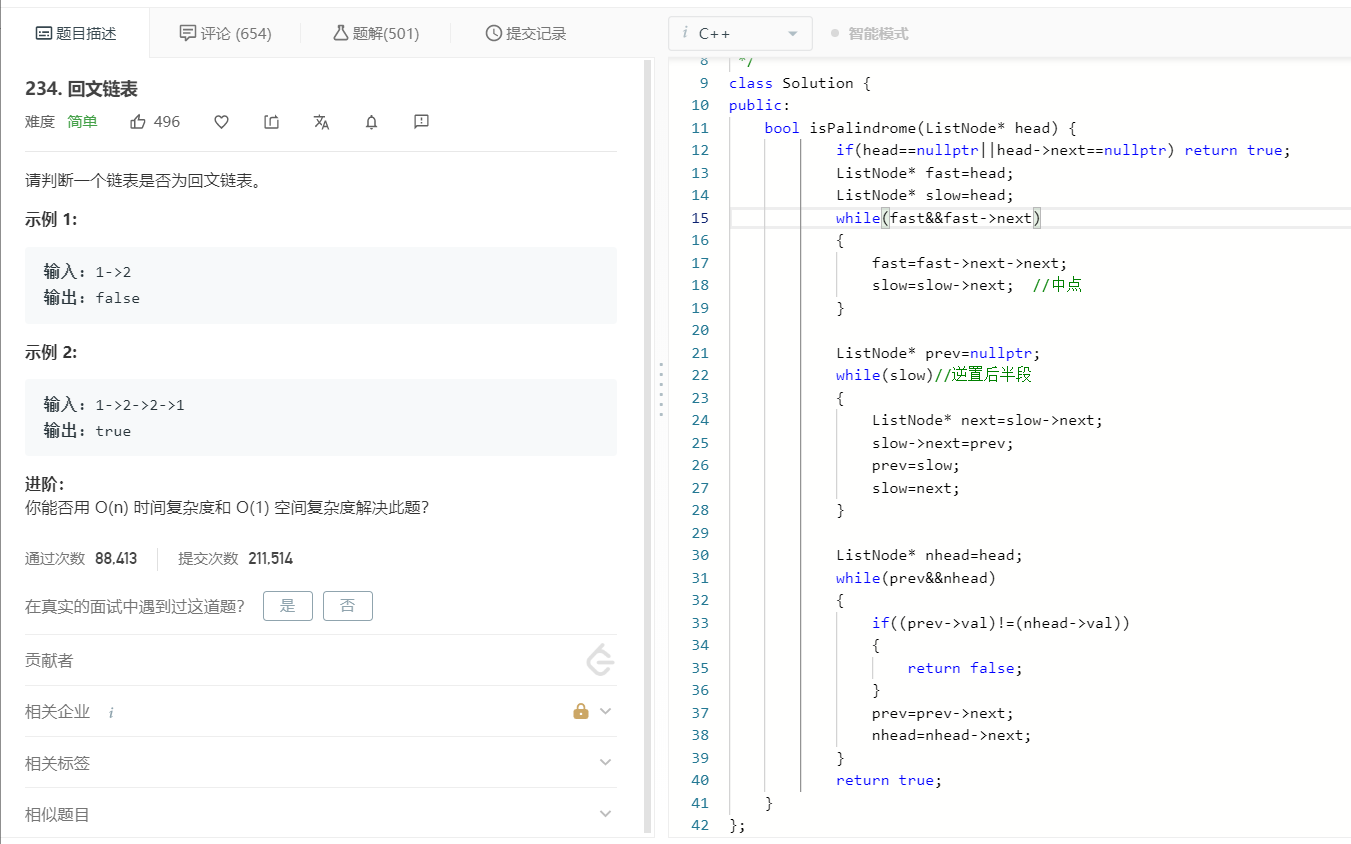 题目描述
评论 (654)
题解(501)
提交记录
234. 回文链表
难度 简单 496
请判断一个链表是否为回文链表。
示例 1:
输入: 1->2
输出: false
示例 2:
输入: 1->2->2->1
输出: true
进阶:
你能否用 O(n) 时间复杂度和 O(1) 空间复杂度解决此题?
通过次数 88,413 提交次数 211,514
在真实的面试中遇到过这道题? 是 否
贡献者
相关企业 i
相关标签
相似题目
i C++ 智能模式
8 */
9 class Solution {
10 public:
11 bool isPalindrome(ListNode* head) {
12 if(head==nullptr||head->next==nullptr) return true;
13 ListNode* fast=head;
14 ListNode* slow=head;
15 while(fast&&fast->next)
16 {
17 fast=fast->next->next;
18 slow=slow->next; //中点
19 }
20
21 ListNode* prev=nullptr;
22 while(slow)//逆置后半段
23 {
24 ListNode* next=slow->next;
25 slow->next=prev;
26 prev=slow;
27 slow=next;
28 }
29
30 ListNode* nhead=head;
31 while(prev&&nhead)
32 {
33 if((prev->val)!=(nhead->val))
34 {
35 return false;
36 }
37 prev=prev->next;
38 nhead=nhead->next;
39 }
40 return true;
41 }
42 };